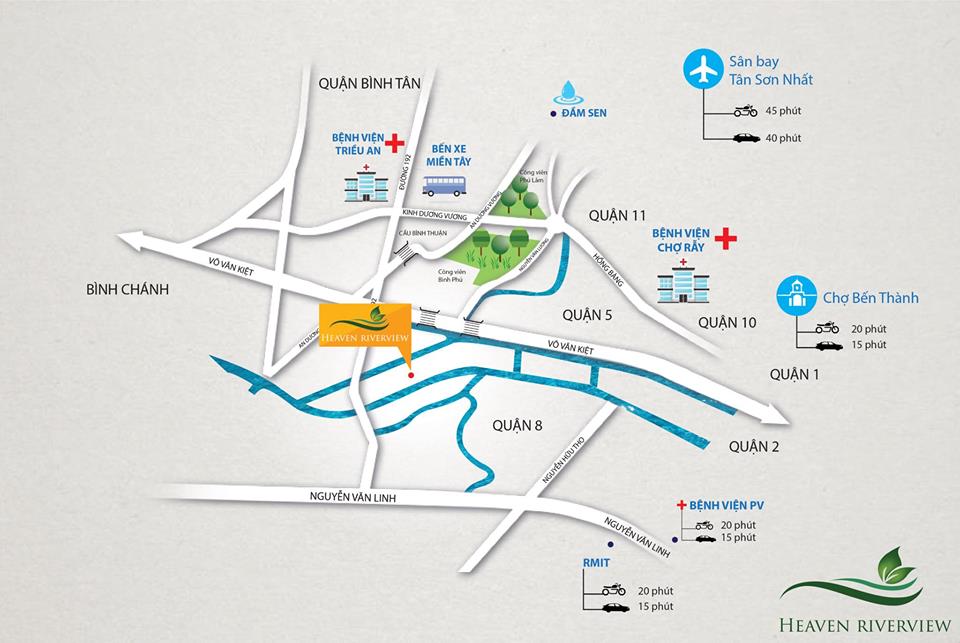 QUẬN BÌNH TÂN
Sân bay
Tân Sơn Nhất
45 phút
40 phút
ĐẦM SEN
BỆNH VIỆN
TRIỀU AN
BẾN XE
MIỀN TÂY
ĐƯỜNG 192
Công viên
Phú Lâm
AN DƯƠNG VƯƠNG
KINH DƯƠNG VƯƠNG
QUẬN 11
CẦU BÌNH THUẬN
BỆNH VIỆN
CHỢ RẪY
NGUYỄN VĂN LUÔNG
HỒNG BÀNG
VÕ VĂN KIỆT
Công viên
Bình Phú
BÌNH CHÁNH
Chợ Bến Thành
20 phút
15 phút
QUẬN 5
QUẬN 10
AN DƯƠNG
92
HEAVEN RIVERVIEW
VÕ VĂN KIỆT
QUẬN 1
QUẬN 8
QUẬN 2
NGUYỄN HỮU THỌ
NGUYỄN VĂN LINH
BỆNH VIỆN PV
20 phút
15 phút
NGUYỄN VĂN LINH
RMIT
20 phút
15 phút
HEAVEN RIVERVIEW